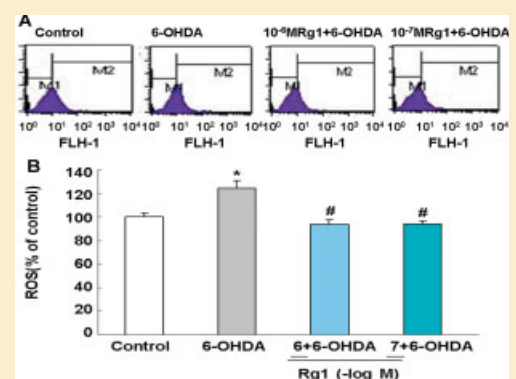 A
Control 6-OHDA 10⁻⁶MRg1+6-OHDA 10⁻⁷MRg1+6-OHDA
M1 M2 M1 M2 M1 M2 M1 M2
10⁰ 10¹ 10² 10³ 10⁴ 10⁰ 10¹ 10² 10³ 10⁴ 10⁰ 10¹ 10² 10³ 10⁴ 10⁰ 10¹ 10² 10³ 10⁴
FLH-1 FLH-1 FLH-1 FLH-1
B
ROS(% of control)
140
120
100
80
60
40
20
0
* # #
Control 6-OHDA 6+6-OHDA 7+6-OHDA
Rg1 (-log M)